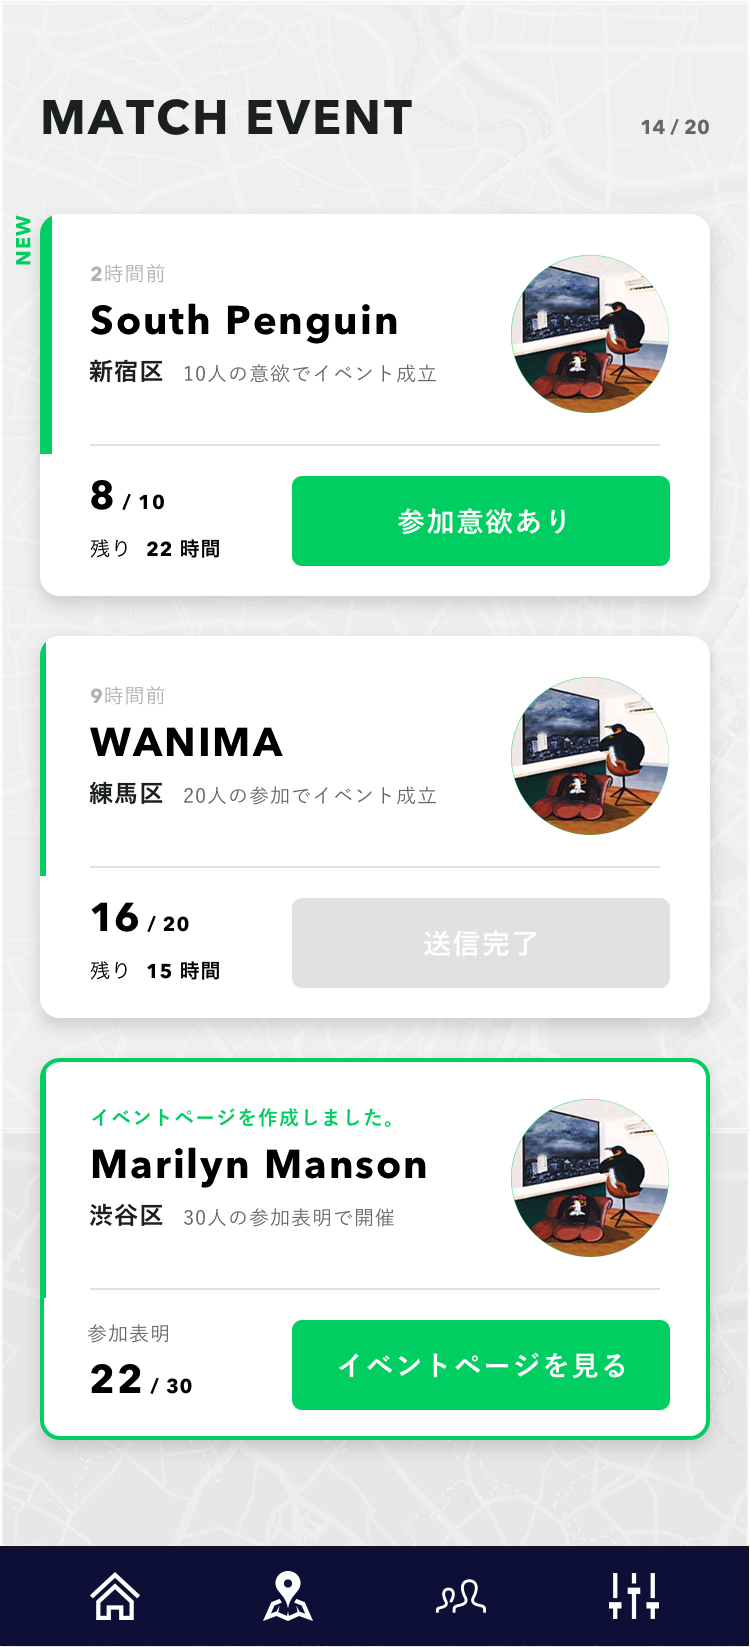 MATCH EVENT
14 / 20
NEW
2時間前
South Penguin
新宿区 10人の意欲でイベント成立
8 / 10
残り 22 時間
参加意欲あり
9時間前
WANIMA
練馬区 20人の参加でイベント成立
16 / 20
残り 15 時間
送信完了
イベントページを作成しました。
Marilyn Manson
渋谷区 30人の参加表明で開催
参加表明
22 / 30
イベントページを見る